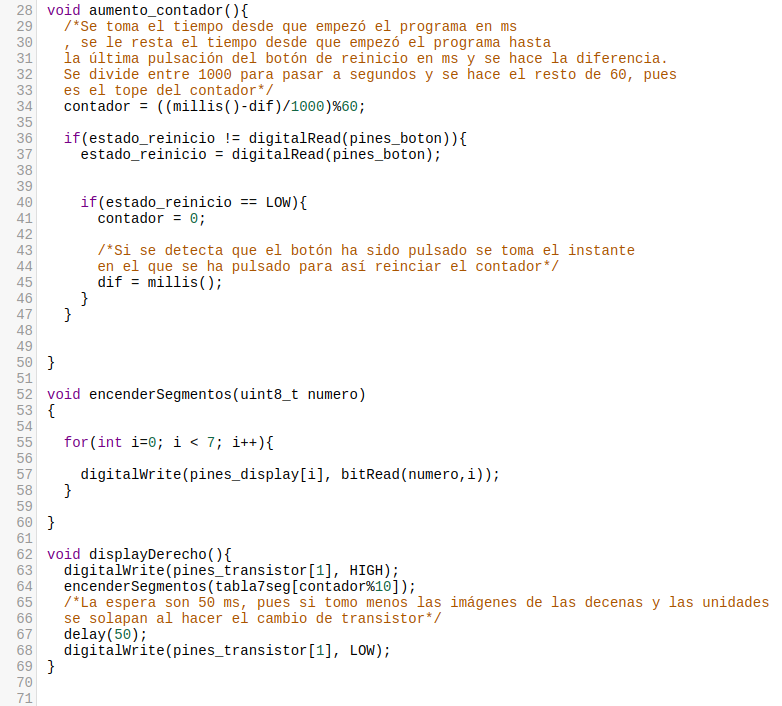 28 void aumento_contador(){
29   /*Se toma el tiempo desde que empezó el programa en ms
30   , se le resta el tiempo desde que empezó el programa hasta
31   la última pulsación del botón de reinicio en ms y se hace la diferencia.
32   Se divide entre 1000 para pasar a segundos y se hace el resto de 60, pues
33   es el tope del contador*/
34   contador = ((millis()-dif)/1000)%60;
35
36   if(estado_reinicio != digitalRead(pines_boton)){
37     estado_reinicio = digitalRead(pines_boton);
38
39
40     if(estado_reinicio == LOW){
41       contador = 0;
42
43       /*Si se detecta que el botón ha sido pulsado se toma el instante
44       en el que se ha pulsado para así reinciar el contador*/
45       dif = millis();
46     }
47   }
48
49
50 }
51
52 void encenderSegmentos(uint8_t numero)
53 {
54
55   for(int i=0; i < 7; i++){
56
57     digitalWrite(pines_display[i], bitRead(numero,i));
58   }
59
60 }
61
62 void displayDerecho(){
63   digitalWrite(pines_transistor[1], HIGH);
64   encenderSegmentos(tabla7seg[contador%10]);
65   /*La espera son 50 ms, pues si tomo menos las imágenes de las decenas y las unidades
66   se solapan al hacer el cambio de transistor*/
67   delay(50);
68   digitalWrite(pines_transistor[1], LOW);
69 }
70
71